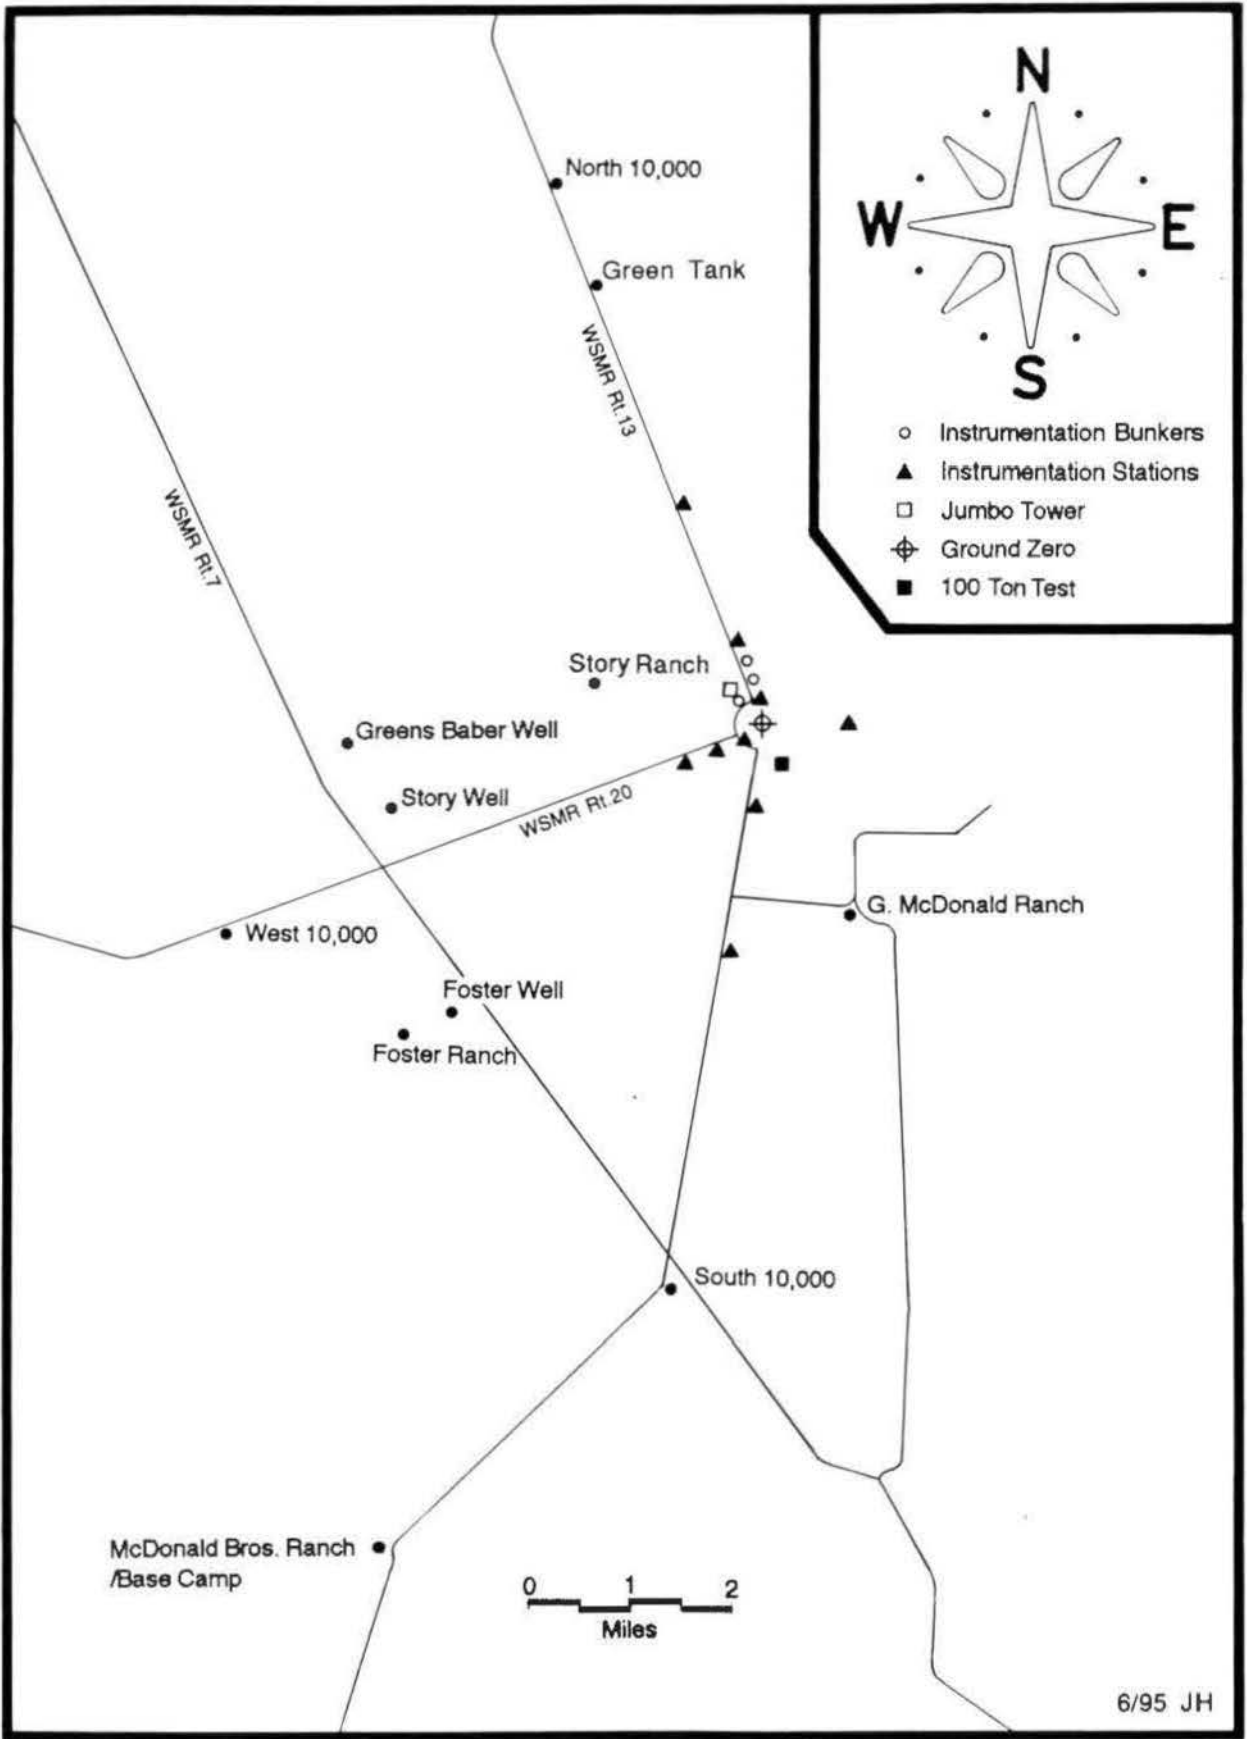 N
W
E
S
Instrumentation Bunkers
Instrumentation Stations
Jumbo Tower
Ground Zero
100 Ton Test
North 10,000
Green Tank
WSMR Rt.13
WSMR Rt.7
Story Ranch
Greens Baber Well
Story Well
WSMR Rt.20
G. McDonald Ranch
West 10,000
Foster Well
Foster Ranch
South 10,000
McDonald Bros. Ranch
/Base Camp
0 1 2
Miles
6/95 JH